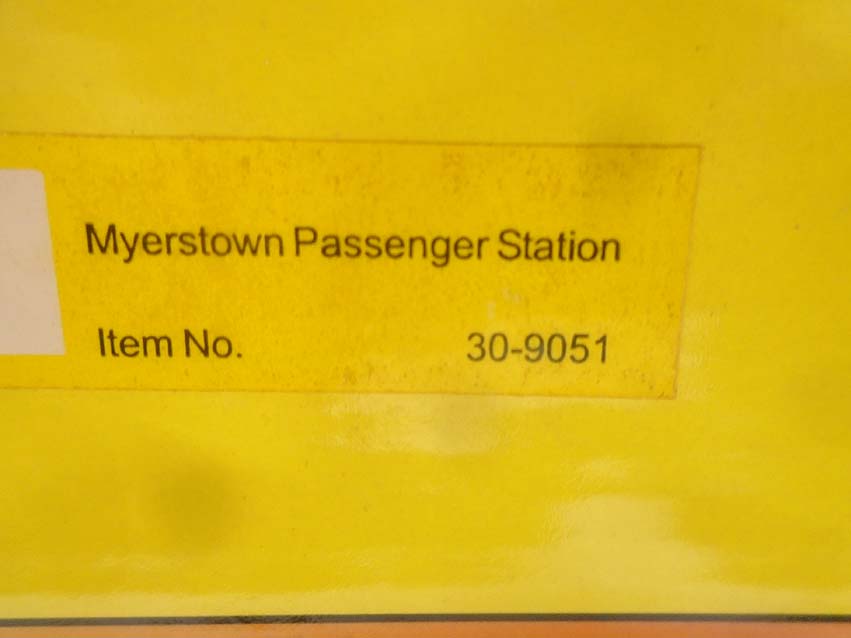 Myerstown Passenger Station
Item No. 30-9051